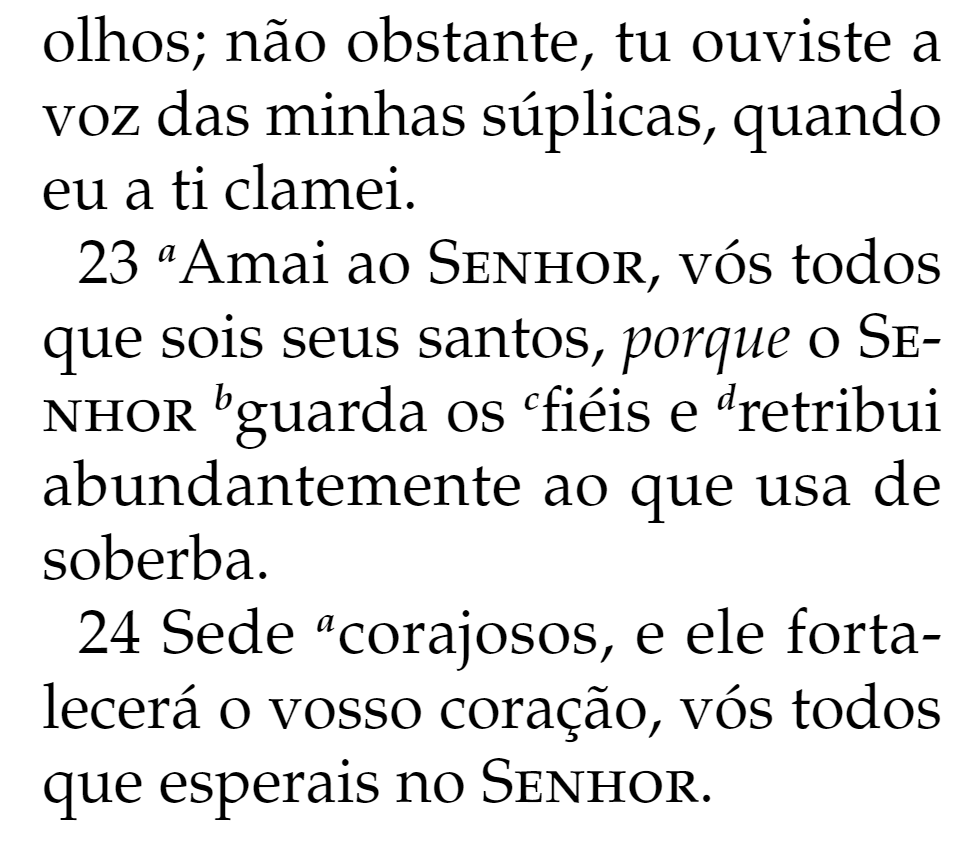 olhos; não obstante, tu ouviste a
voz das minhas súplicas, quando
eu a ti clamei.
23 ᵃAmai ao SENHOR, vós todos
que sois seus santos, porque o SE-
NHOR ᵇguarda os ᶜfiéis e ᵈretribui
abundantemente ao que usa de
soberba.
24 Sede ᵃcorajosos, e ele forta-
lecerá o vosso coração, vós todos
que esperais no SENHOR.